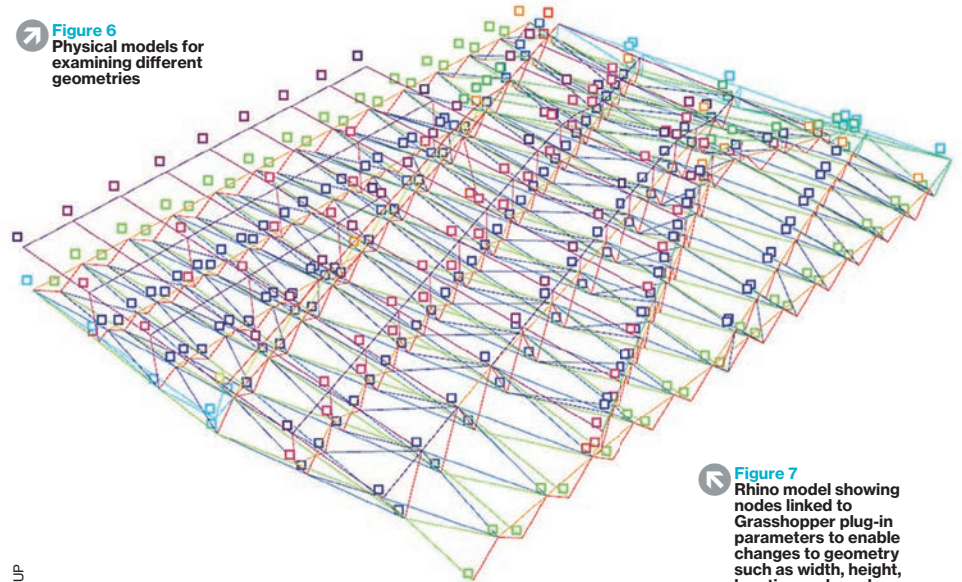 Figure 6
Physical models for
examining different
geometries
Figure 7
Rhino model showing
nodes linked to
Grasshopper plug-in
parameters to enable
changes to geometry
such as width, height,
UP